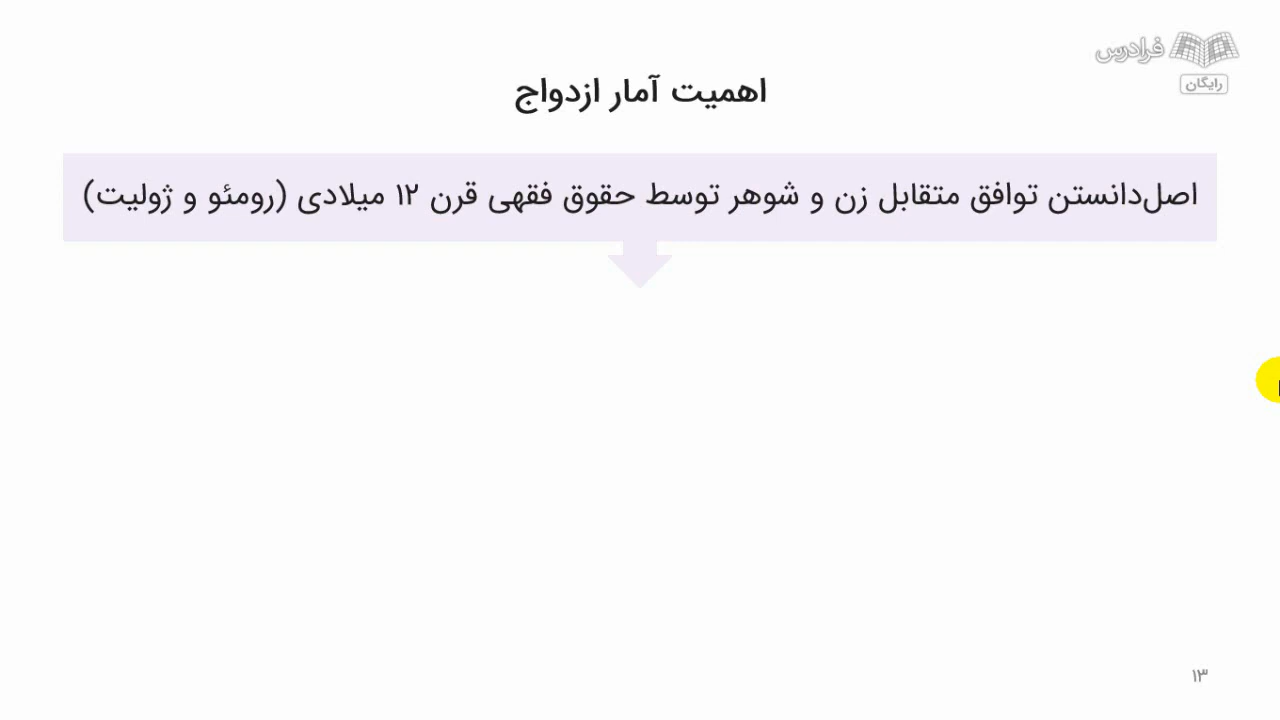 فرادرس
رایگان
اهمیت آمار ازدواج
اصل‌دانستن توافق متقابل زن و شوهر توسط حقوق فقهی قرن ۱۲ میلادی (رومئو و ژولیت)
۱۳